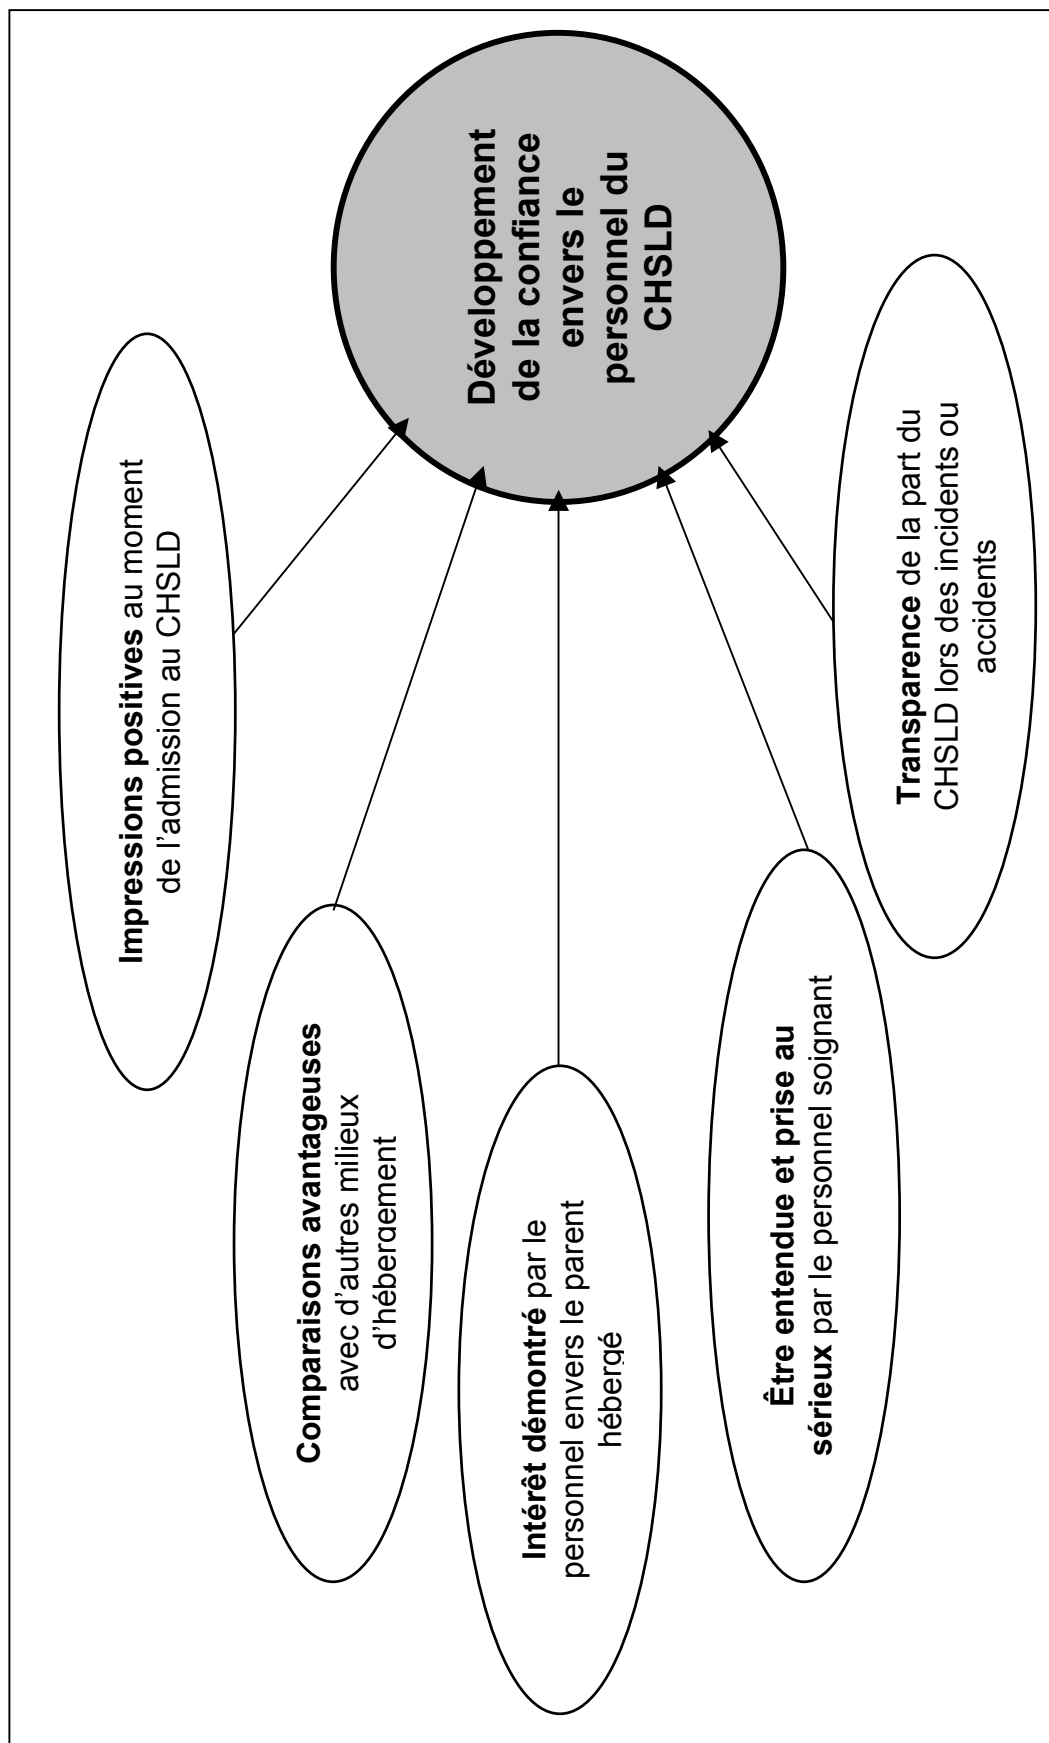 Impressions positives au moment
de l'admission au CHSLD
Comparaisons avantageuses
avec d'autres milieux
d'hébergement
Intérêt démontré par le
personnel envers le parent
hébergé
Être entendue et prise au
sérieux par le personnel soignant
Transparence de la part du
CHSLD lors des incidents ou
accidents
Développement
de la confiance
envers le
personnel du
CHSLD